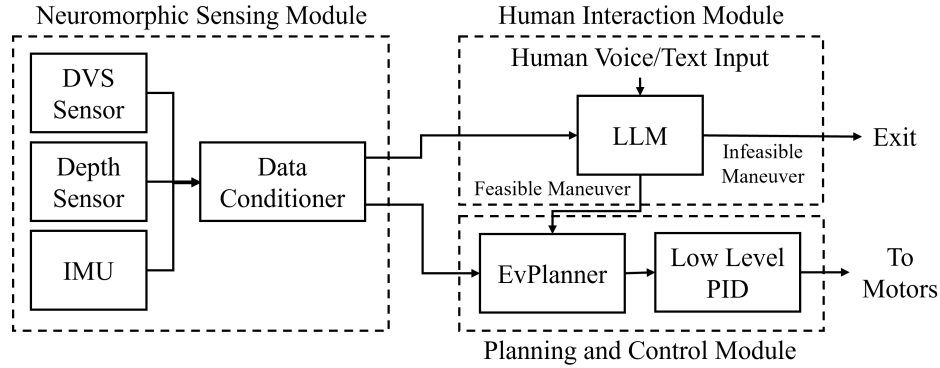 Neuromorphic Sensing Module
DVS
Sensor
Depth
Sensor
IMU
Data
Conditioner
Human Interaction Module
Human Voice/Text Input
LLM
Infeasible
Maneuver
Exit
Feasible Maneuver
EvPlanner
Low Level
PID
To
Motors
Planning and Control Module